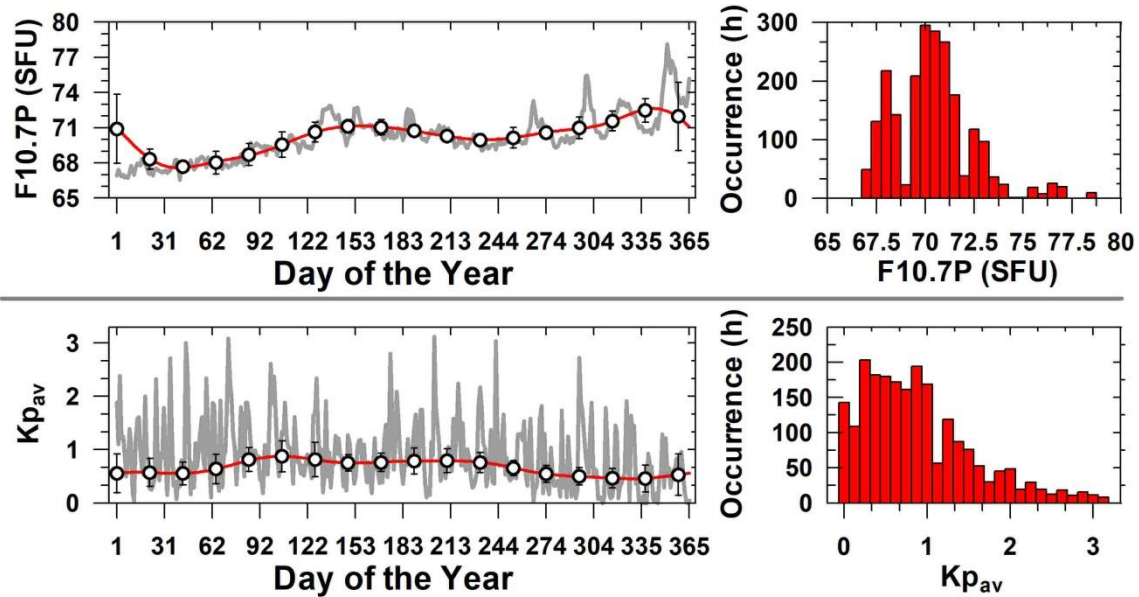 F10.7P (SFU)
80
77
74
71
68
65
1 31 62 92 122 153 183 213 244 274 304 335 365
Day of the Year
Occurrence (h)
300
200
100
0
65 67.5 70 72.5 75 77.5 80
F10.7P (SFU)
Kpav
3
2
1
0
1 31 62 92 122 153 183 213 244 274 304 335 365
Day of the Year
Occurrence (h)
250
200
150
100
50
0
0 1 2 3
Kpav